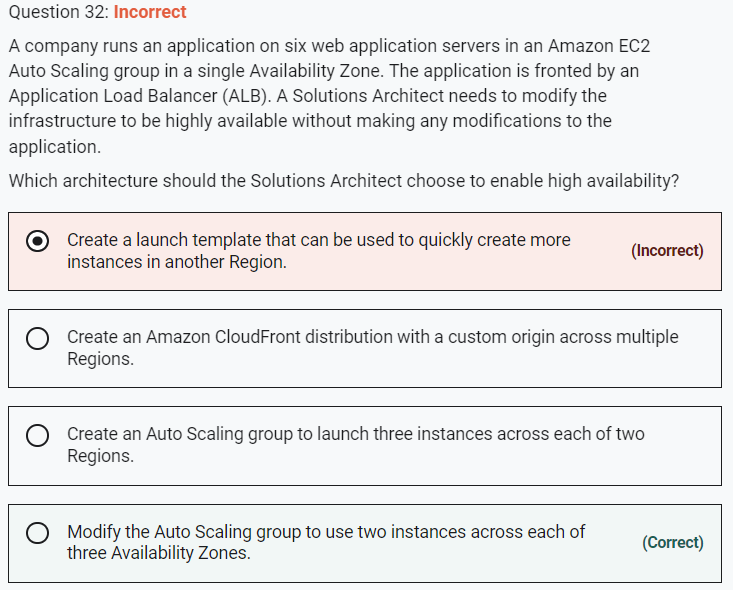 Question 32: Incorrect
A company runs an application on six web application servers in an Amazon EC2
Auto Scaling group in a single Availability Zone. The application is fronted by an
Application Load Balancer (ALB). A Solutions Architect needs to modify the
infrastructure to be highly available without making any modifications to the
application.
Which architecture should the Solutions Architect choose to enable high availability?
Create a launch template that can be used to quickly create more
instances in another Region.
(Incorrect)
Create an Amazon CloudFront distribution with a custom origin across multiple
Regions.
Create an Auto Scaling group to launch three instances across each of two
Regions.
Modify the Auto Scaling group to use two instances across each of
three Availability Zones.
(Correct)